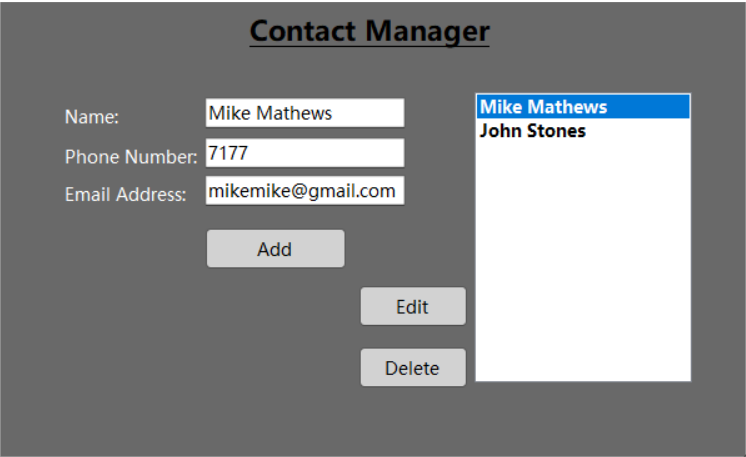 Contact Manager
Name:
Mike Mathews
Phone Number:
7177
Email Address:
mikemike@gmail.com
Add
Edit
Delete
Mike Mathews
John Stones